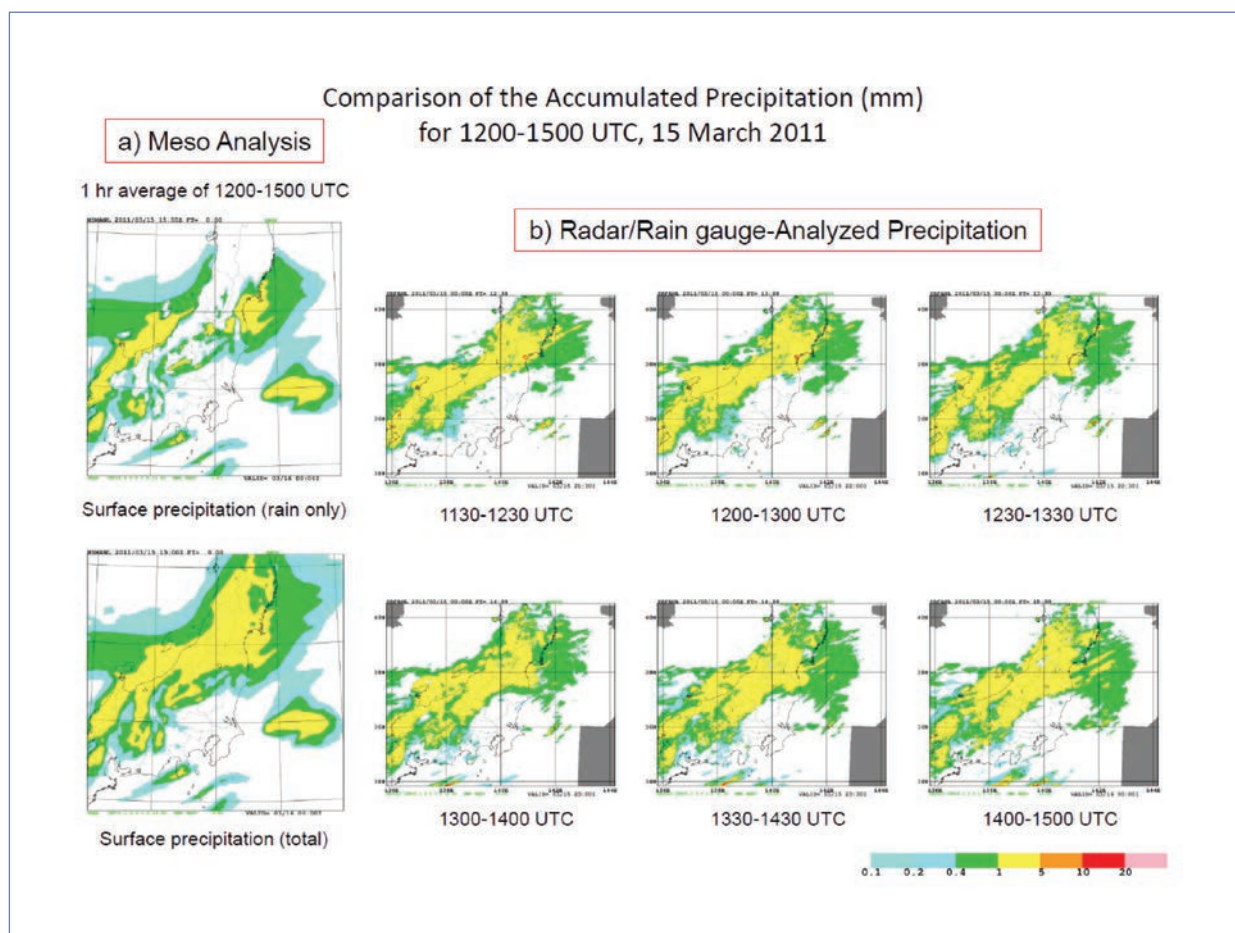 Comparison of the Accumulated Precipitation (mm)
for 1200-1500 UTC, 15 March 2011
a) Meso Analysis
1 hr average of 1200-1500 UTC
b) Radar/Rain gauge-Analyzed Precipitation
Surface precipitation (rain only)
1130-1230 UTC
1200-1300 UTC
1230-1330 UTC
Surface precipitation (total)
1300-1400 UTC
1330-1430 UTC
1400-1500 UTC
0.1 0.2 0.4 1 5 10 20